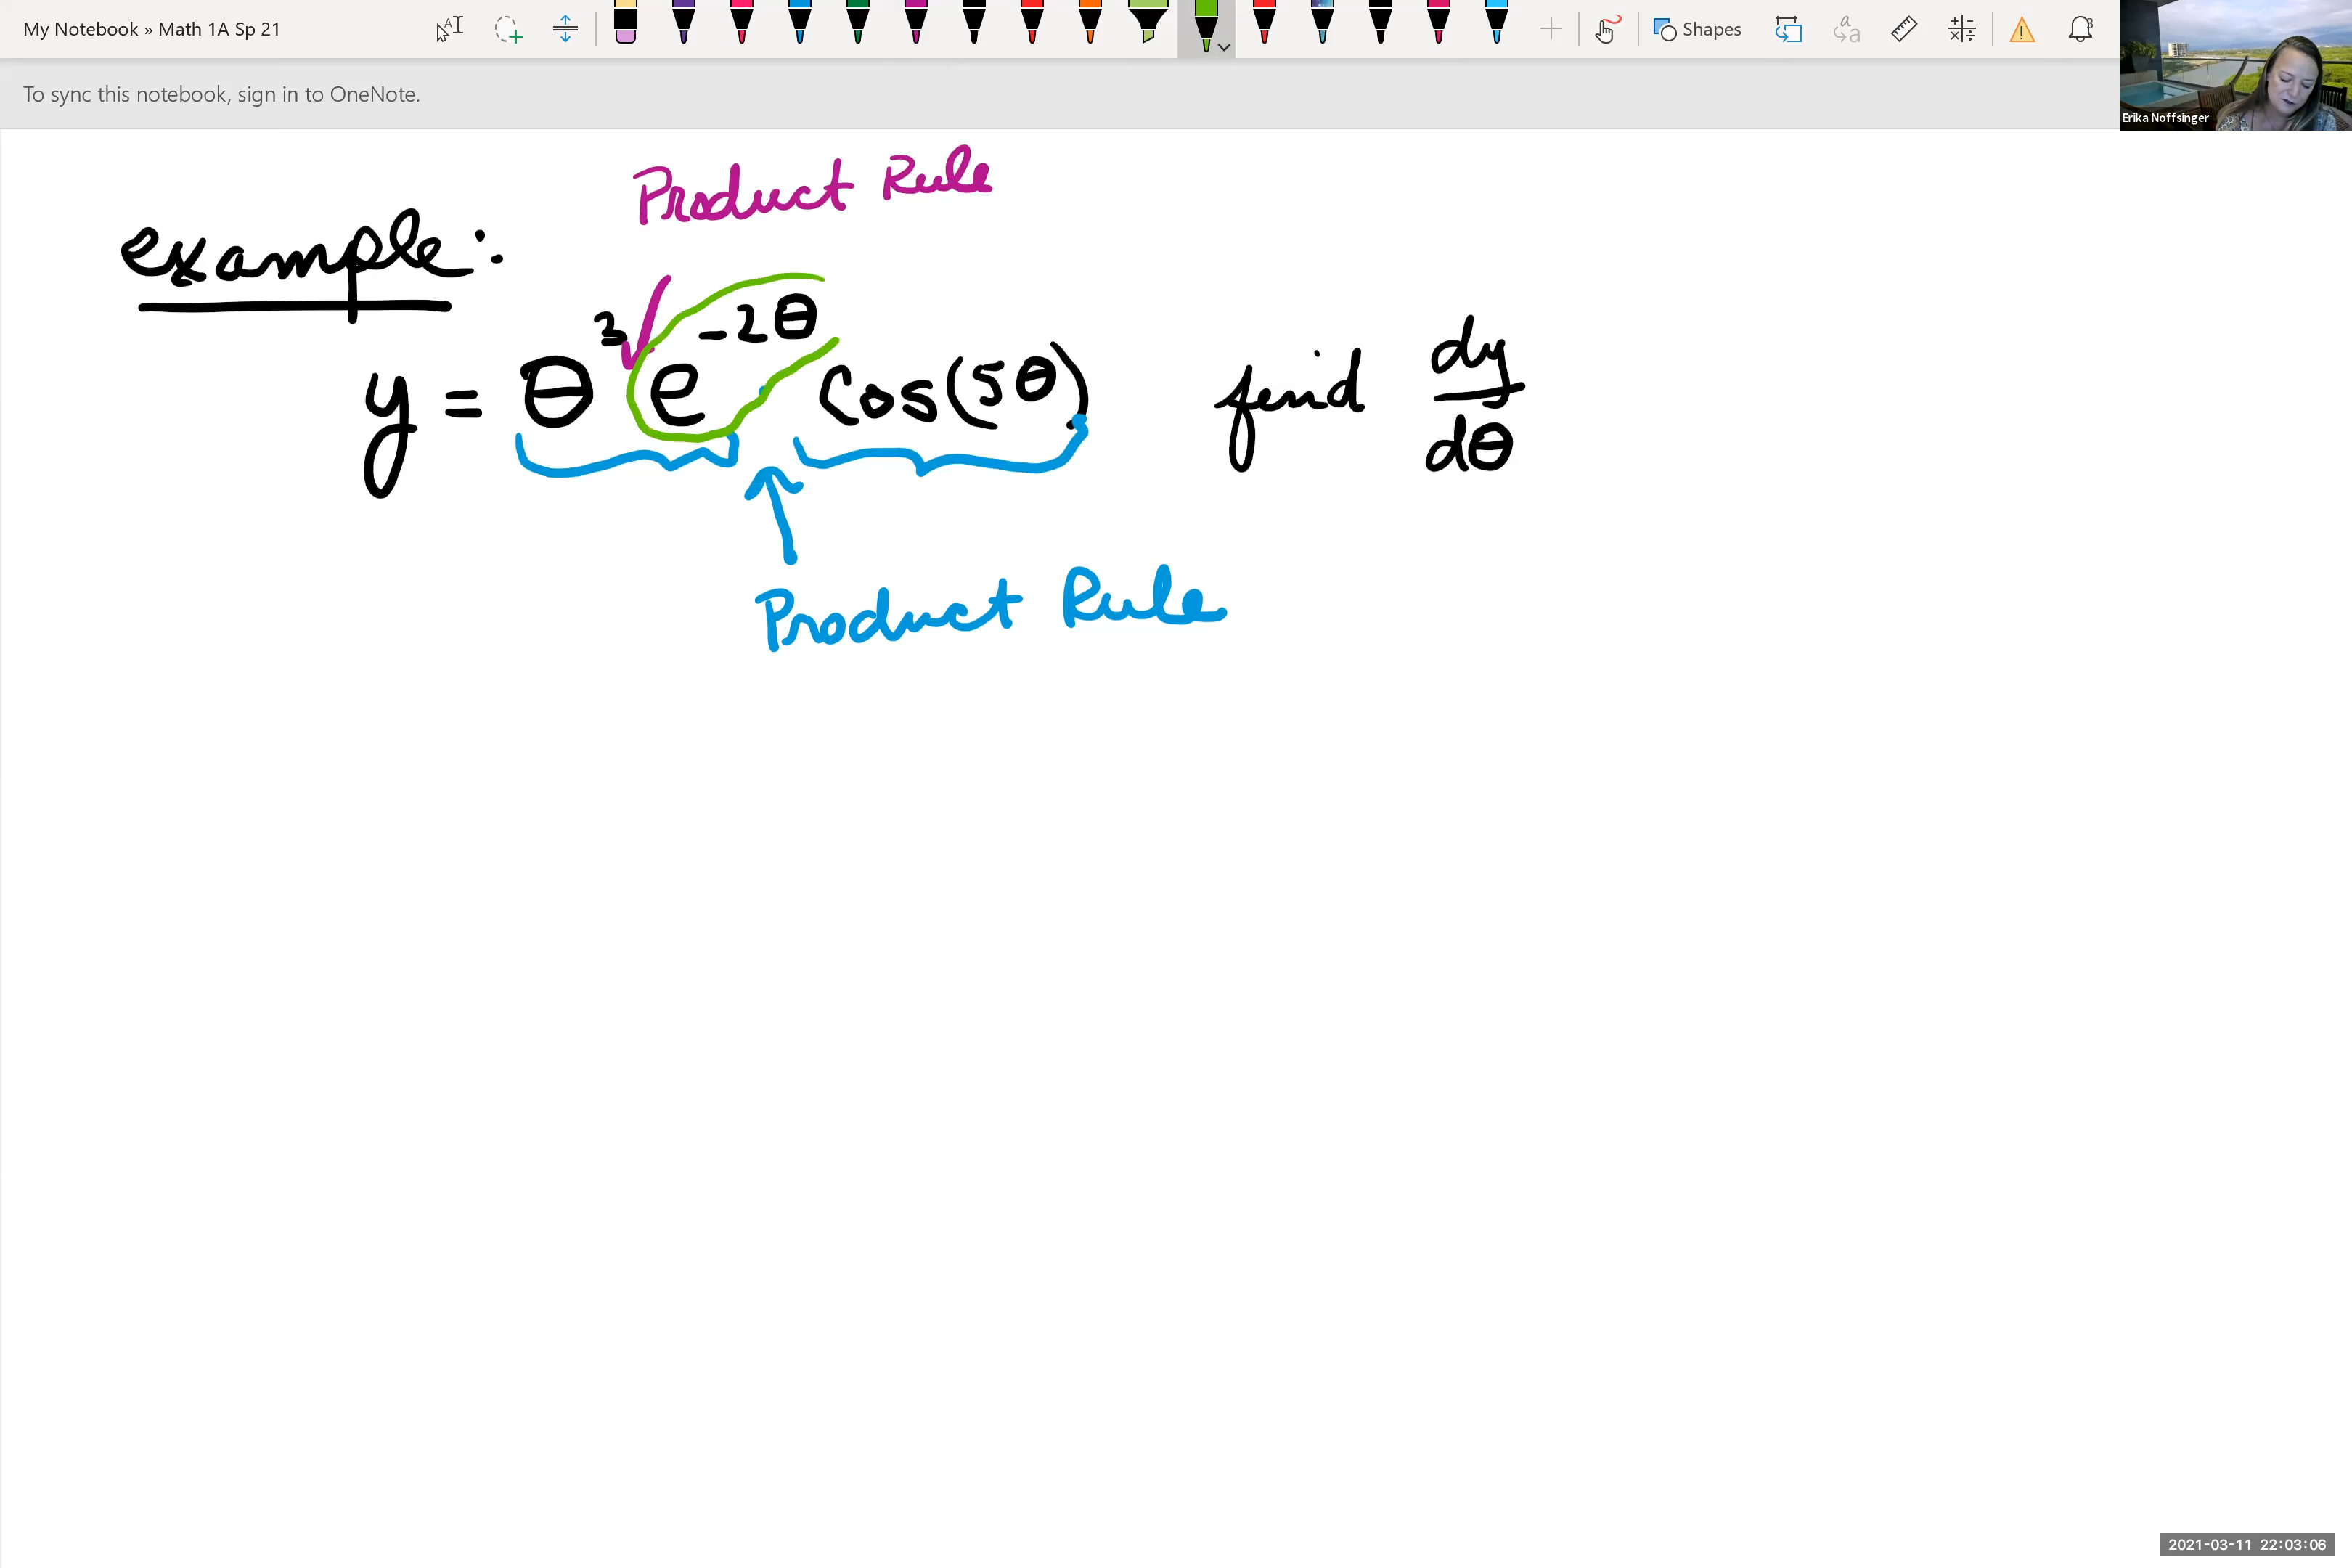 My Notebook » Math 1A Sp 21
Shapes
3
To sync this notebook, sign in to OneNote.
Erika Noffsinger
Product Rule
example:
y = θ³ e^{-2θ} · Cos(5θ) find dy/dθ
Product Rule
2021-03-11 22:03:06